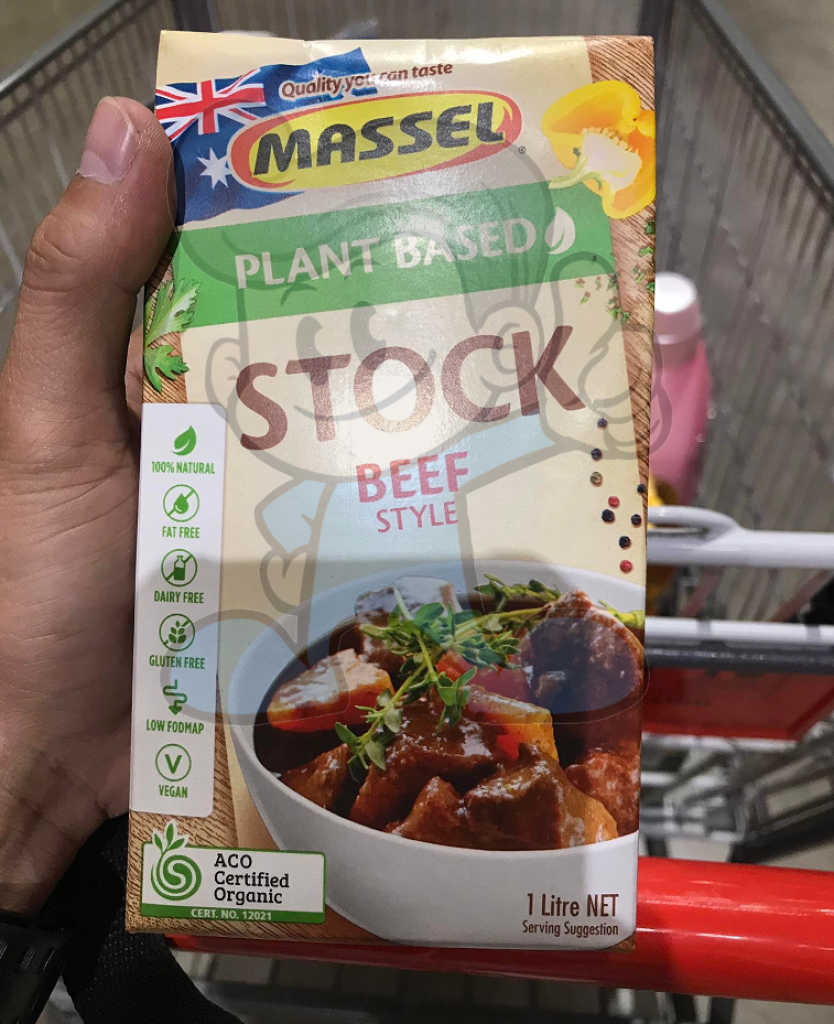 Quality you can taste
MASSEL
PLANT BASED
STOCK
BEEF
STYLE
100% NATURAL
FAT FREE
DAIRY FREE
GLUTEN FREE
LOW FODMAP
V
VEGAN
ACO
Certified
Organic
CERT. NO. 12021
1 Litre NET
Serving Suggestion